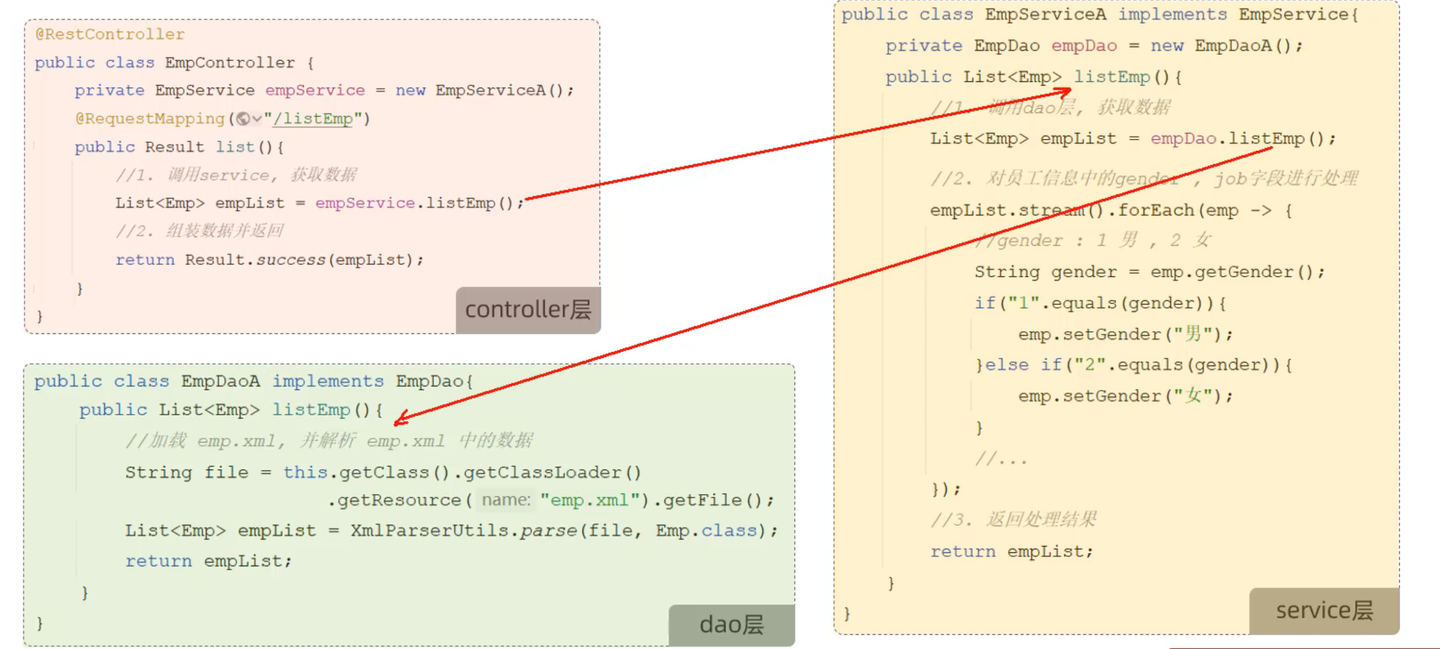 @RestController
public class EmpController {
private EmpService empService = new EmpServiceA();
@RequestMapping("/listEmp")
public Result list(){
//1. 调用service, 获取数据
List<Emp> empList = empService.listEmp();
//2. 组装数据并返回
return Result.success(empList);
}
}
controller层
public class EmpDaoA implements EmpDao{
public List<Emp> listEmp(){
//加载 emp.xml, 并解析 emp.xml 中的数据
String file = this.getClass().getClassLoader()
.getResource( name: "emp.xml").getFile();
List<Emp> empList = XmlParserUtils.parse(file, Emp.class);
return empList;
}
}
dao层
public class EmpServiceA implements EmpService{
private EmpDao empDao = new EmpDaoA();
public List<Emp> listEmp(){
//1. 调用dao层, 获取数据
List<Emp> empList = empDao.listEmp();
//2. 对员工信息中的gender , job字段进行处理
empList.stream().forEach(emp -> {
//gender : 1 男 , 2 女
String gender = emp.getGender();
if("1".equals(gender)){
emp.setGender("男");
}else if("2".equals(gender)){
emp.setGender("女");
}
//...
});
//3. 返回处理结果
return empList;
}
}
service层